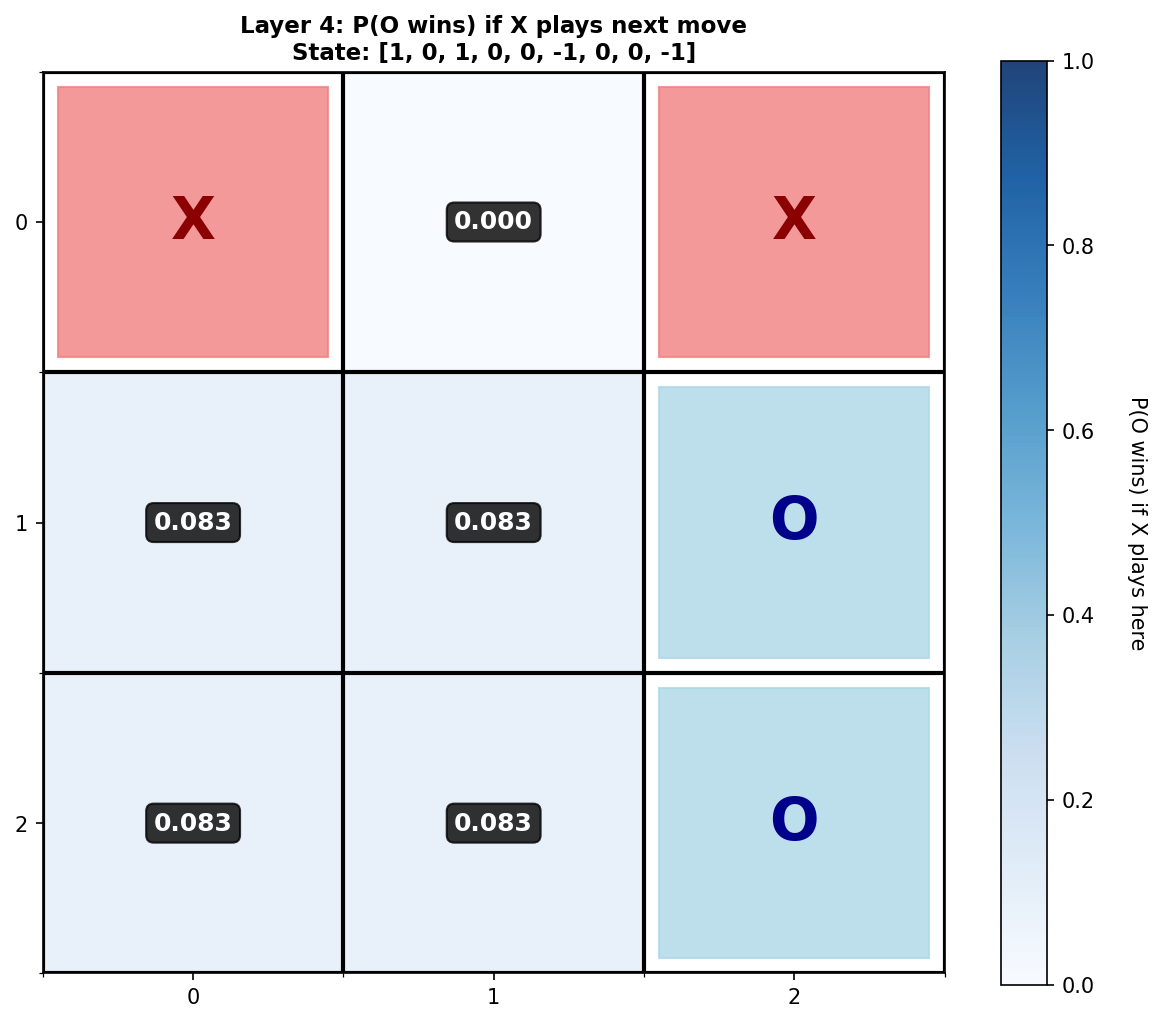 Layer 4: P(O wins) if X plays next move
State: [1, 0, 1, 0, 0, -1, 0, 0, -1]
X
0.000
X
0.083
0.083
O
0.083
0.083
O
0
1
2
0
1
2
1.0
0.8
0.6
0.4
0.2
0.0
P(O wins) if X plays here